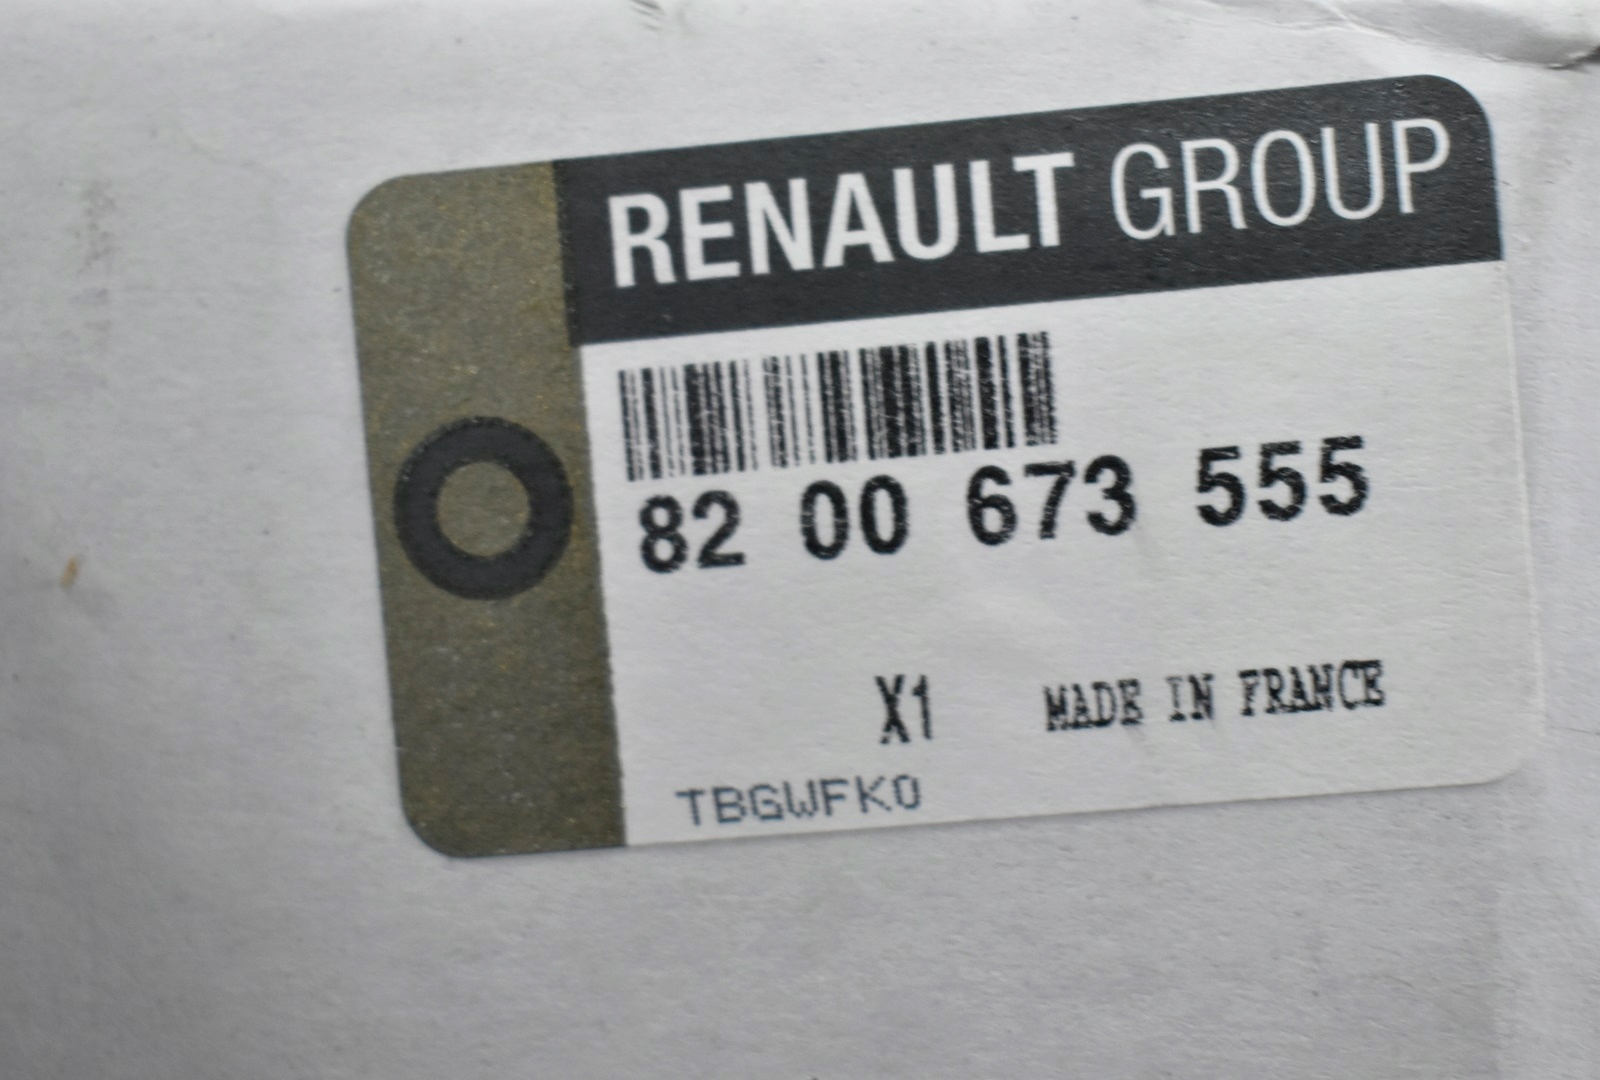 RENAULT GROUP
82 00 673 555
X1 MADE IN FRANCE
TBGWFK0